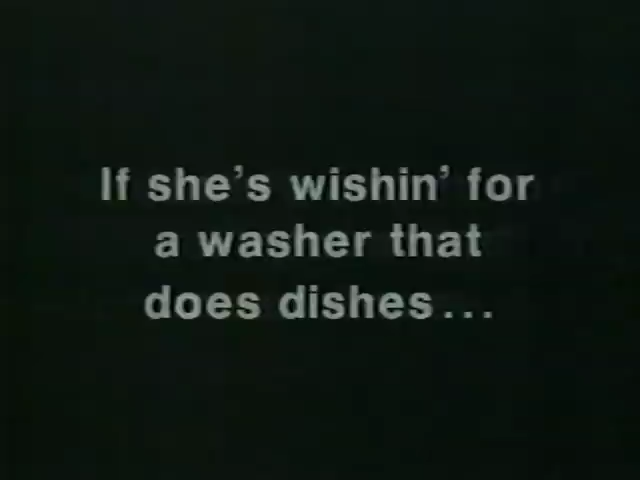 If she's wishin' for
a washer that
does dishes...